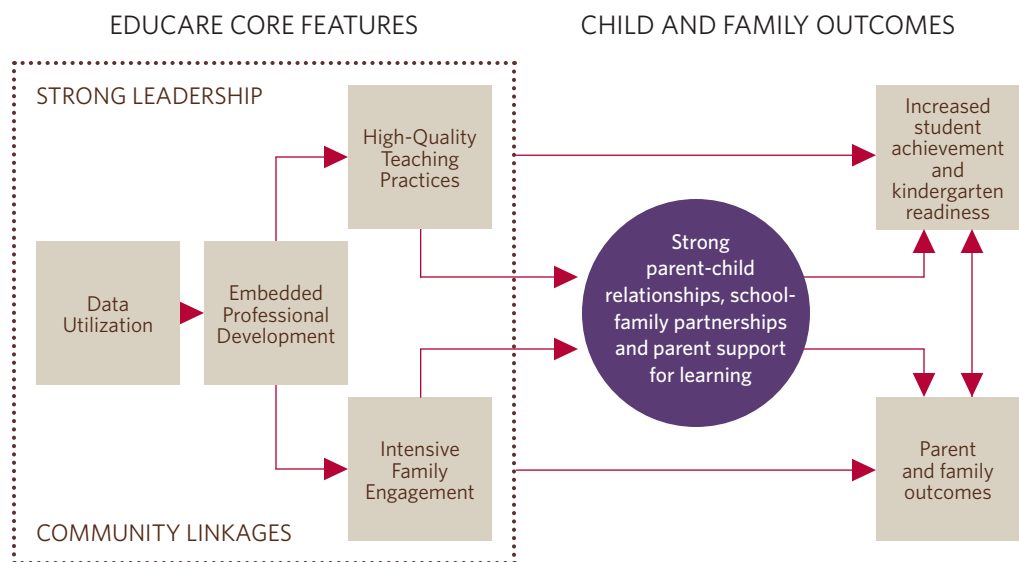 EDUCARE CORE FEATURES
CHILD AND FAMILY OUTCOMES
STRONG LEADERSHIP
High-Quality
Teaching
Practices
Data
Utilization
Embedded
Professional
Development
Intensive
Family
Engagement
COMMUNITY LINKAGES
Strong
parent-child
relationships, school-
family partnerships
and parent support
for learning
Increased
student
achievement
and
kindergarten
readiness
Parent
and family
outcomes